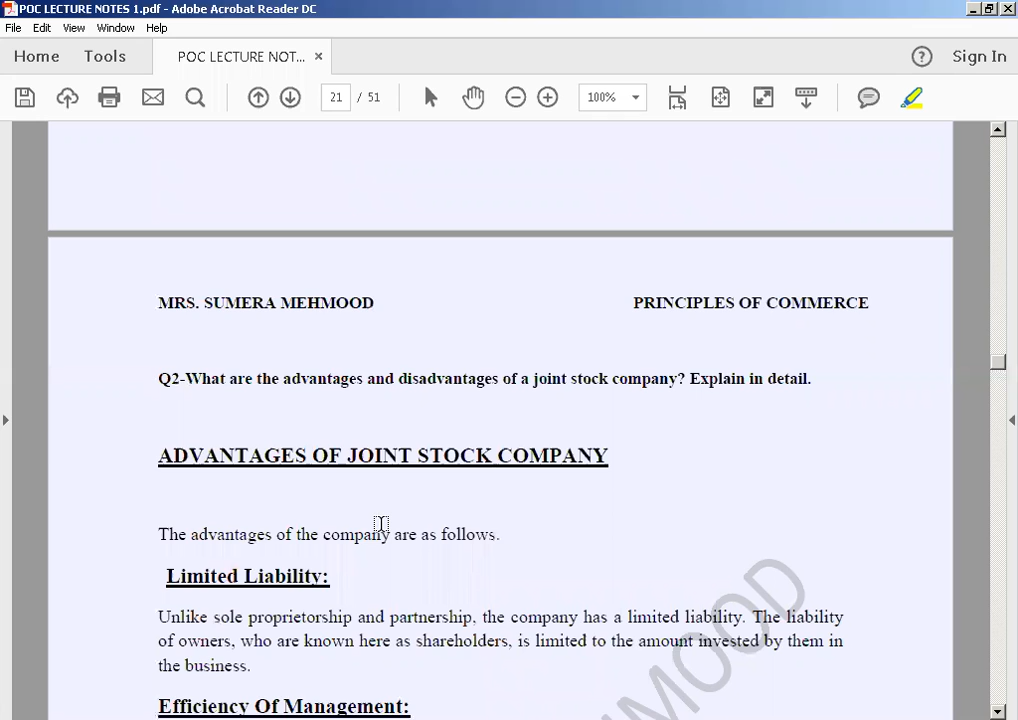 POC LECTURE NOTES 1.pdf - Adobe Acrobat Reader DC
File Edit View Window Help
Home Tools POC LECTURE NOT... × Sign In
21 / 51 100%
MRS. SUMERA MEHMOOD PRINCIPLES OF COMMERCE
Q2-What are the advantages and disadvantages of a joint stock company? Explain in detail.
ADVANTAGES OF JOINT STOCK COMPANY
The advantages of the company are as follows.
Limited Liability:
Unlike sole proprietorship and partnership, the company has a limited liability. The liability
of owners, who are known here as shareholders, is limited to the amount invested by them in
the business.
Efficiency Of Management:
MOOD